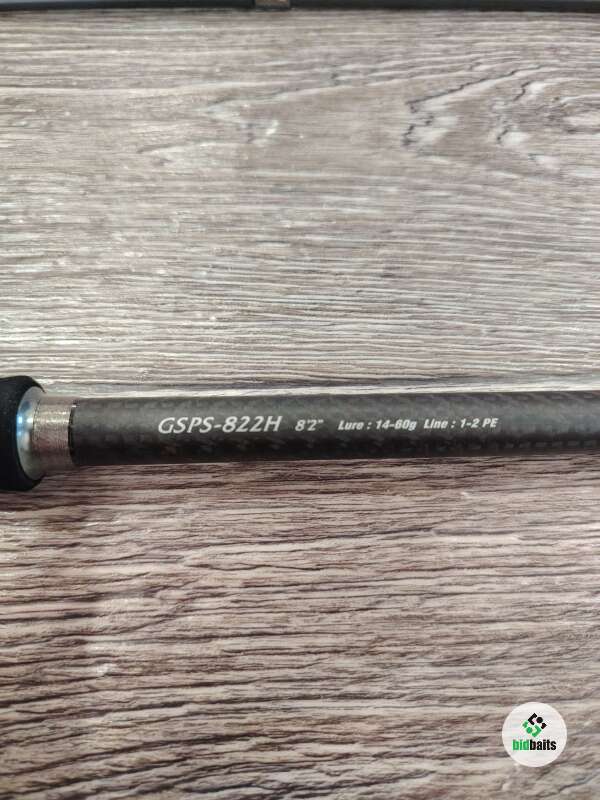 GSPS-822H 8'2" Lure : 14-60g Line : 1-2 PE
bidbaits